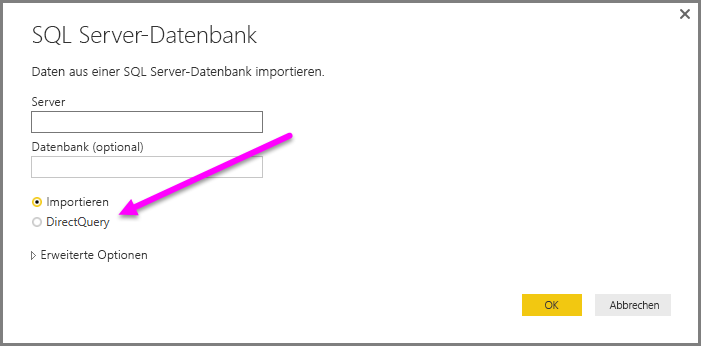 SQL Server-Datenbank
Daten aus einer SQL Server-Datenbank importieren.
Server
Datenbank (optional)
Importieren
DirectQuery
Erweiterte Optionen
OK
Abbrechen